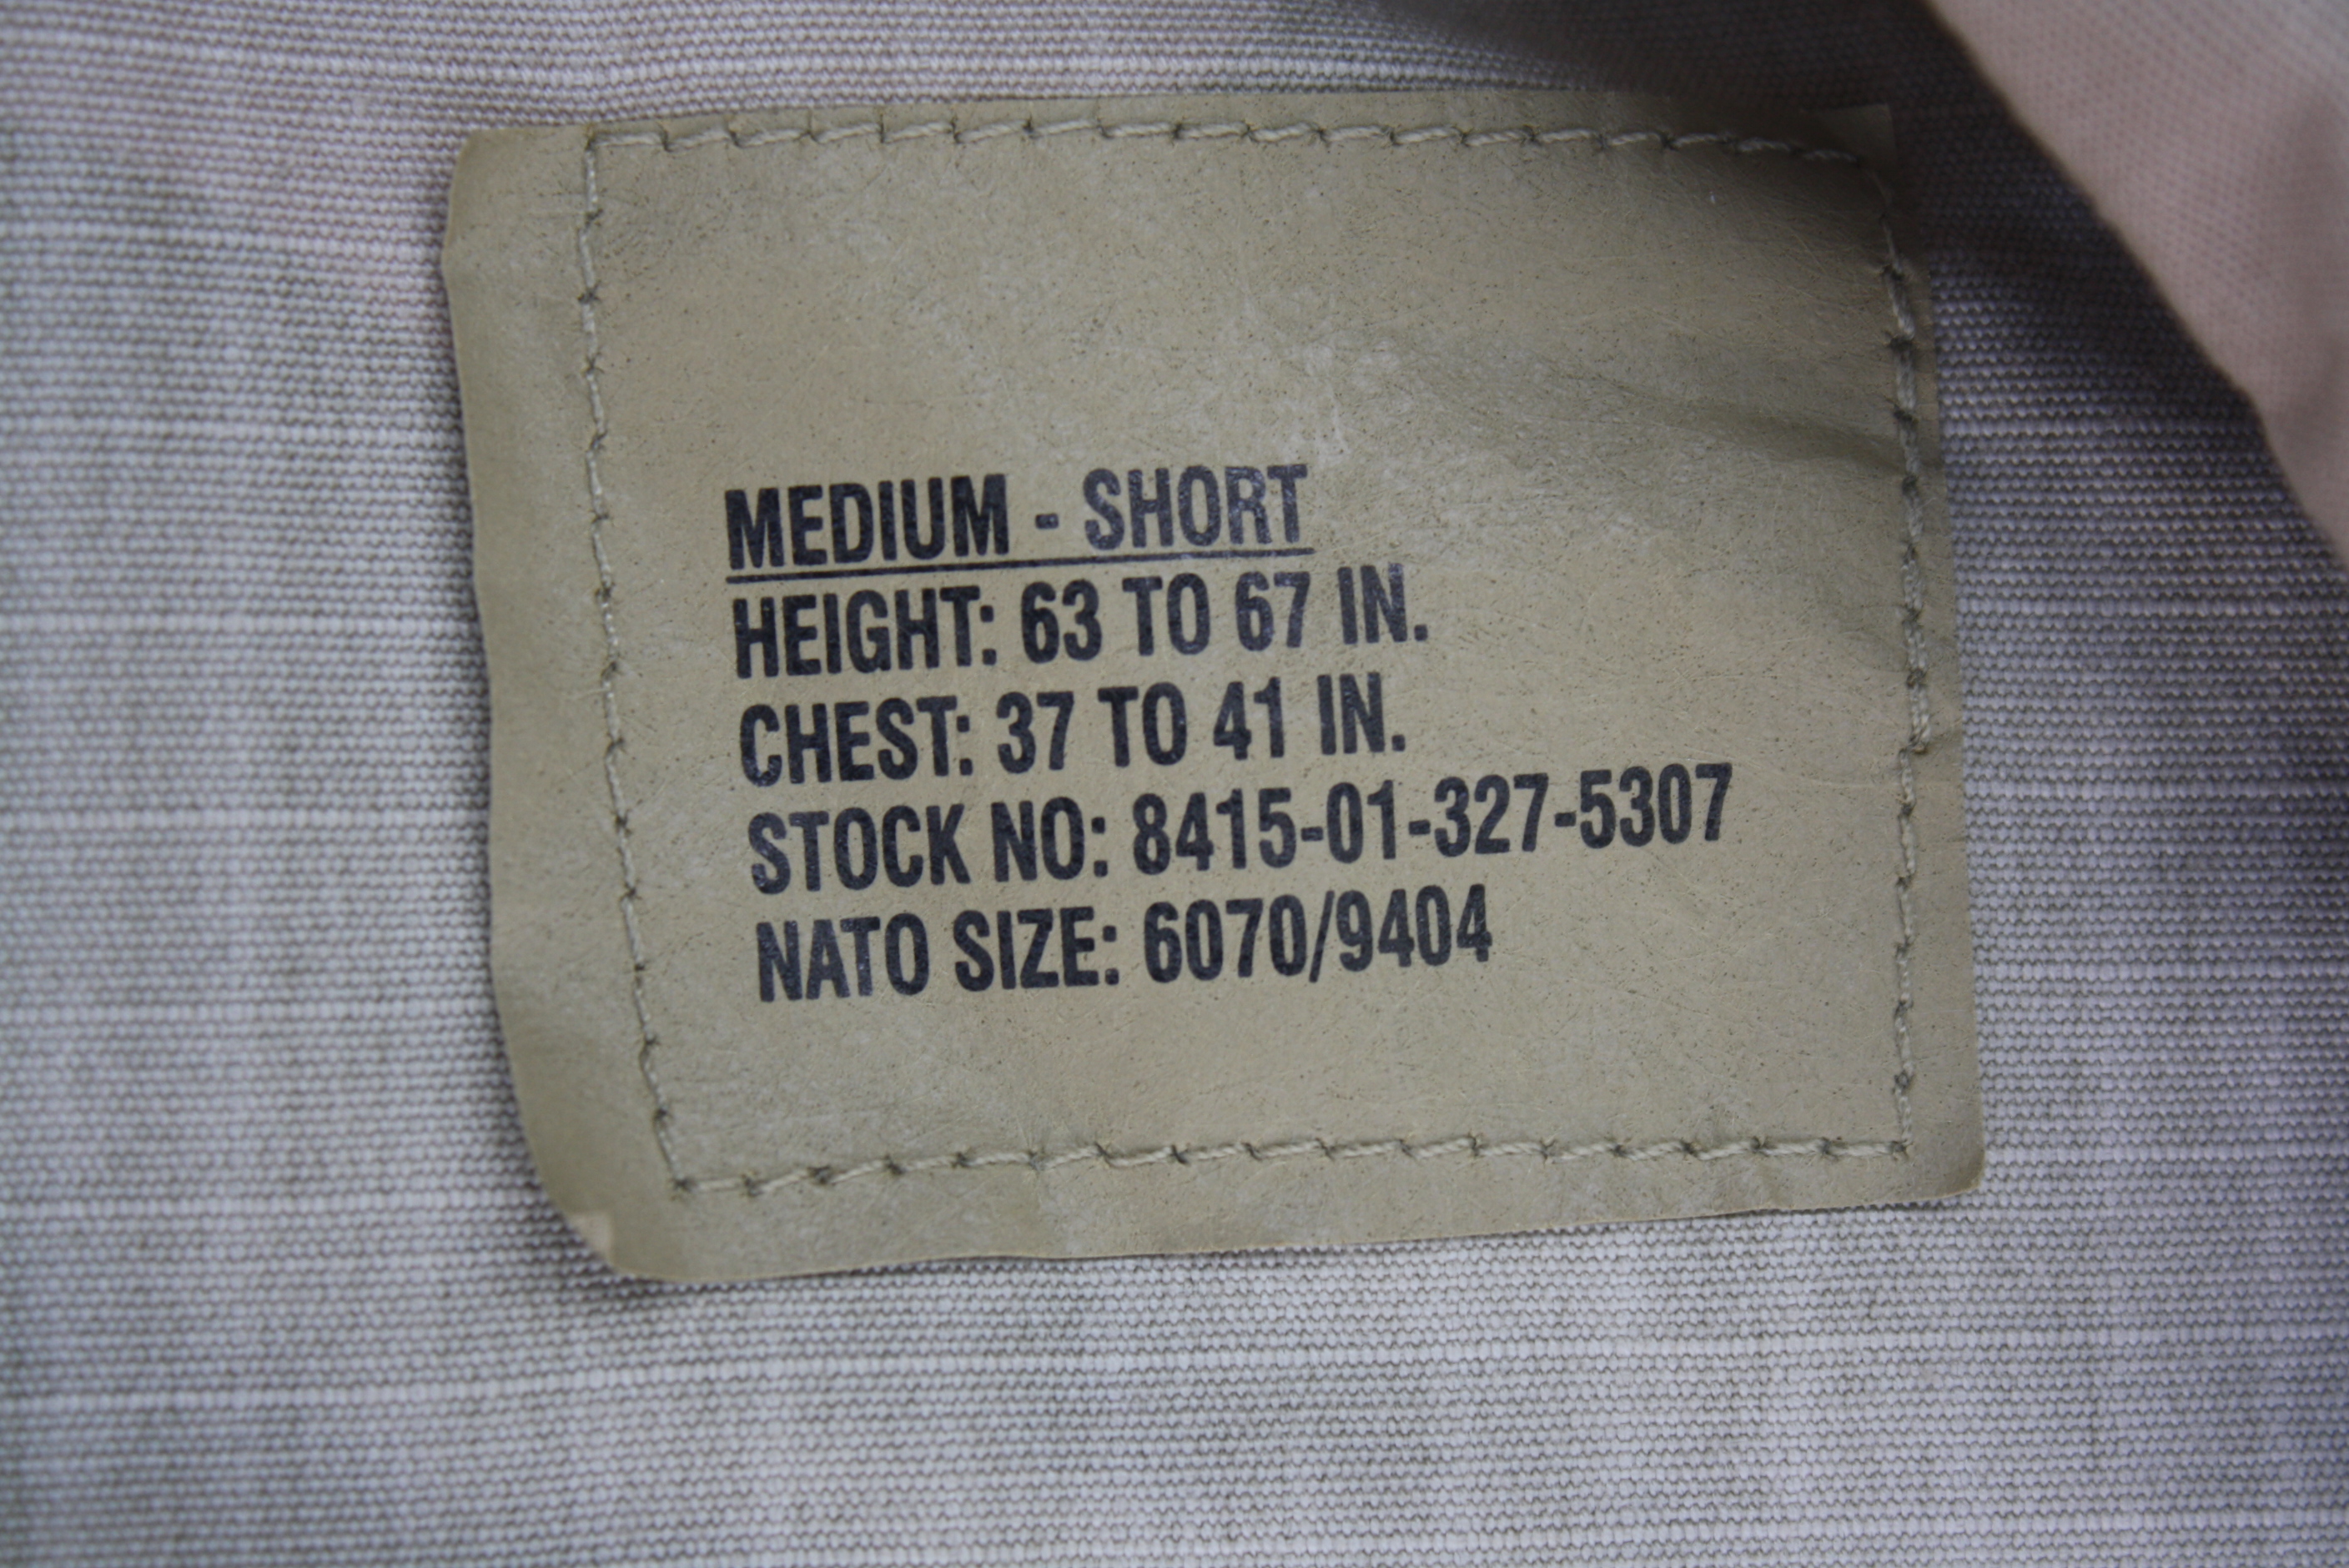 MEDIUM - SHORT
HEIGHT: 63 TO 67 IN.
CHEST: 37 TO 41 IN.
STOCK NO: 8415-01-327-5307
NATO SIZE: 6070/9404